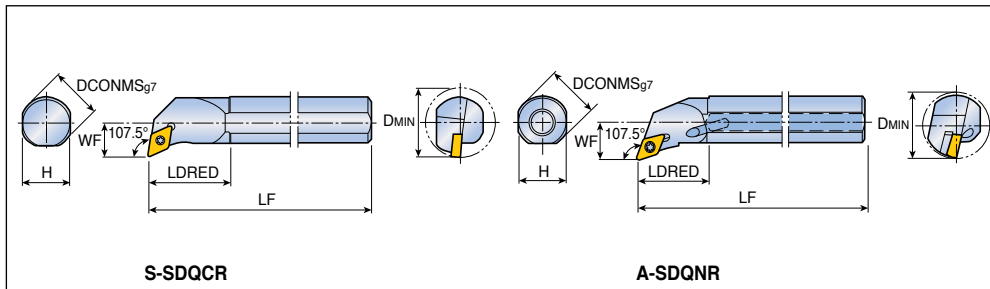 DCONMSg7
WF
107.5°
H
LDRED
LF
DMIN
S-SDQCR
DCONMSg7
WF
107.5°
H
LDRED
LF
DMIN
A-SDQNR